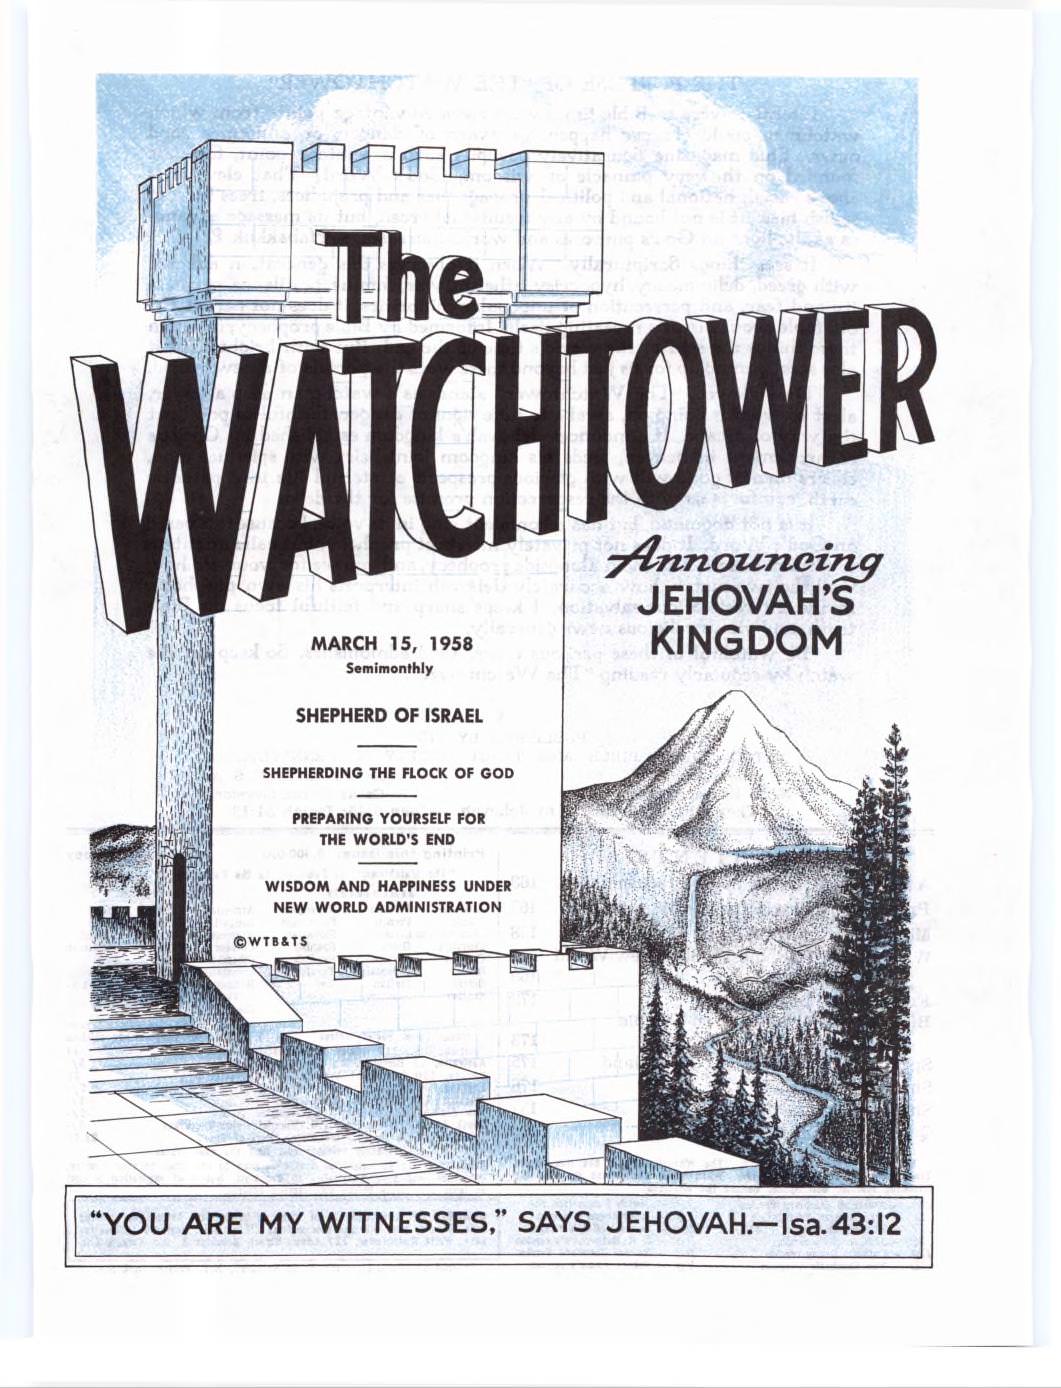 The
WATCHTOWER
Announcing
JEHOVAH'S
KINGDOM
MARCH 15, 1958
Semimonthly
SHEPHERD OF ISRAEL
SHEPHERDING THE FLOCK OF GOD
PREPARING YOURSELF FOR
THE WORLD'S END
WISDOM AND HAPPINESS UNDER
NEW WORLD ADMINISTRATION
©WTB&TS
“YOU ARE MY WITNESSES,” SAYS JEHOVAH.—Isa. 43:12